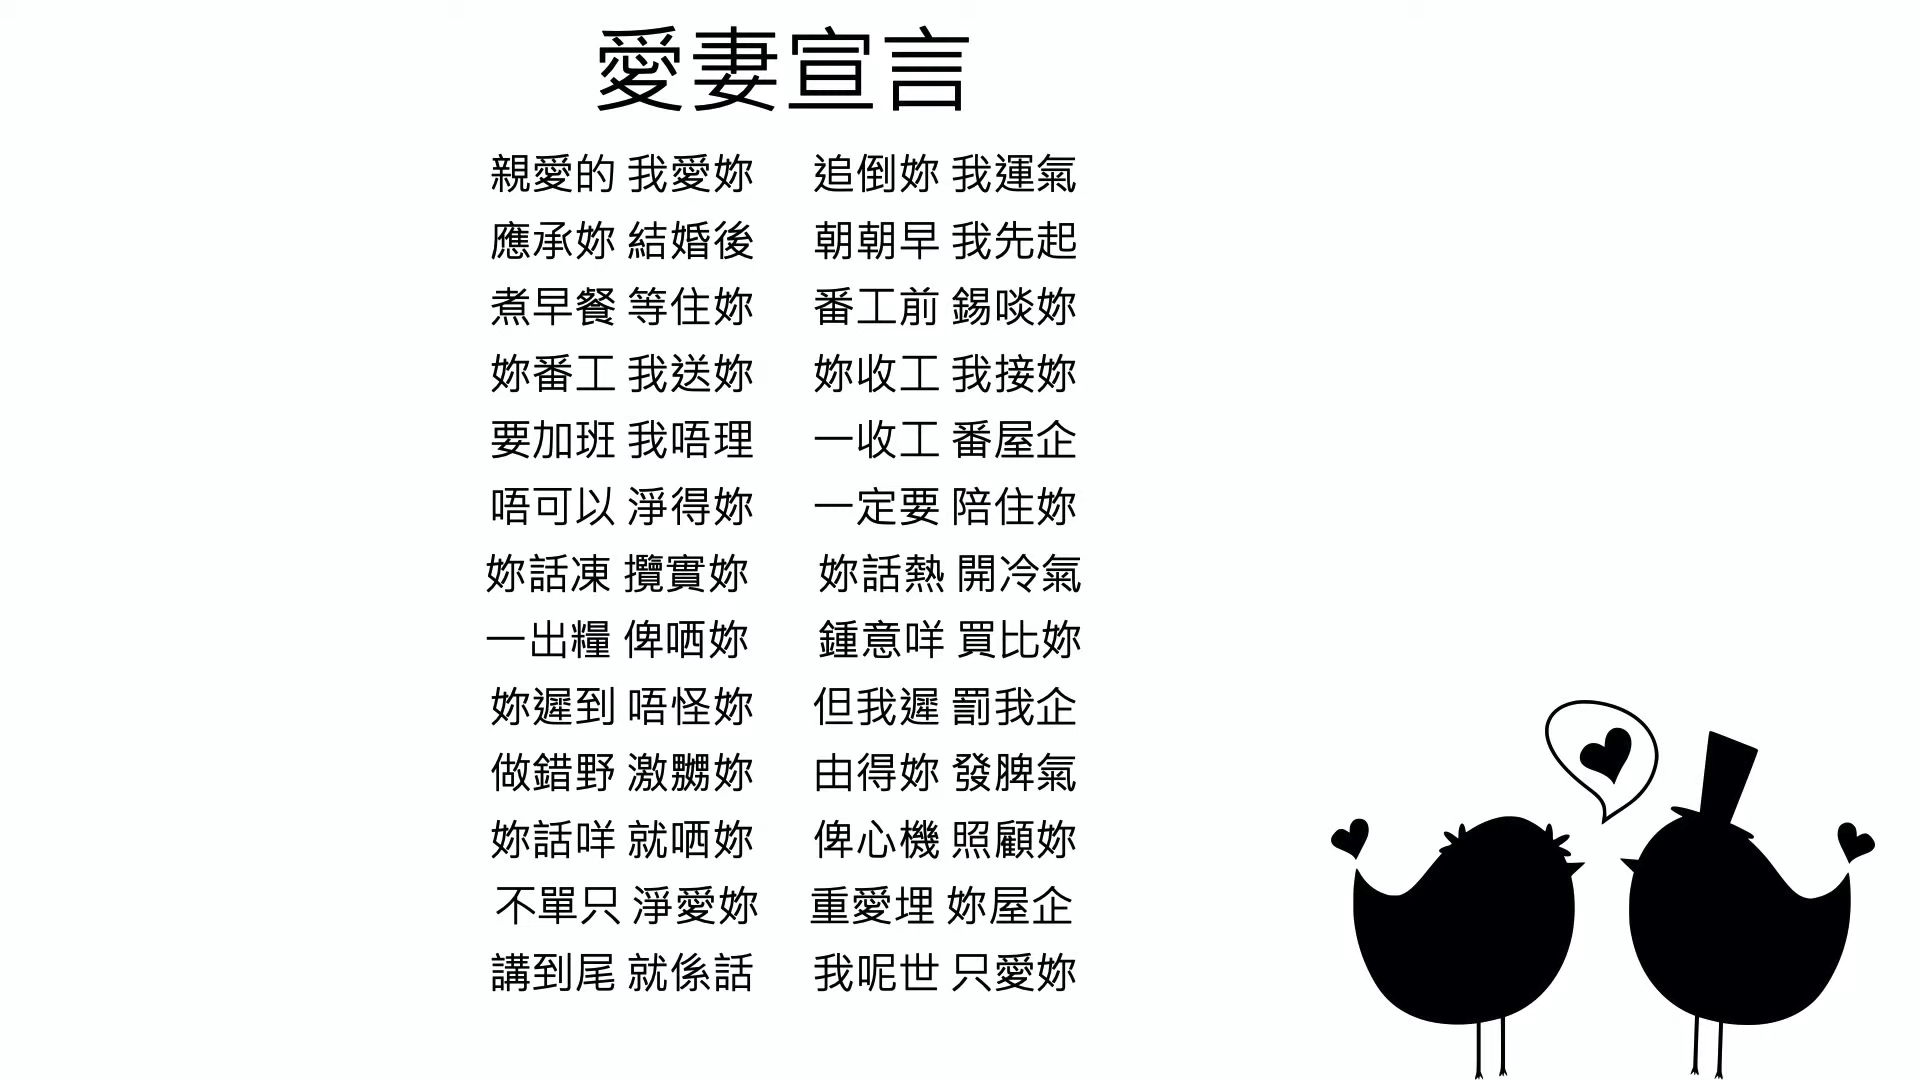 愛妻宣言
親愛的 我愛妳 追倒妳 我運氣
應承妳 結婚後 朝朝早 我先起
煮早餐 等住妳 番工前 錫啖妳
妳番工 我送妳 妳收工 我接妳
要加班 我唔理 一收工 番屋企
唔可以 淨得妳 一定要 陪住妳
妳話凍 攬實妳 妳話熱 開冷氣
一出糧 俾哂妳 鍾意咩 買比妳
妳遲到 唔怪妳 但我遲 罰我企
做錯野 激嬲妳 由得妳 發脾氣
妳話咩 就哂妳 俾心機 照顧妳
不單只 淨愛妳 重愛埋 妳屋企
講到尾 就係話 我呢世 只愛妳